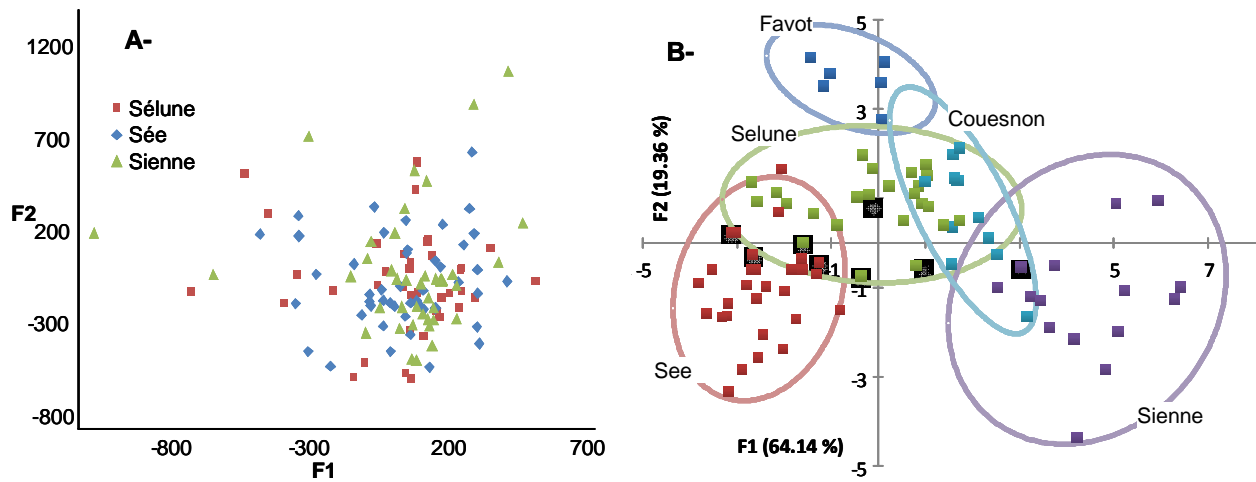 A-
1200
700
200
-300
-800
F2
Sélune
Sée
Sienne
-800 -300 200 700
F1
B-
Favot
Couesnon
Selune
See
Sienne
F2 (19.36 %)
5
3
-1
-3
-5
-5 5 7
F1 (64.14 %)